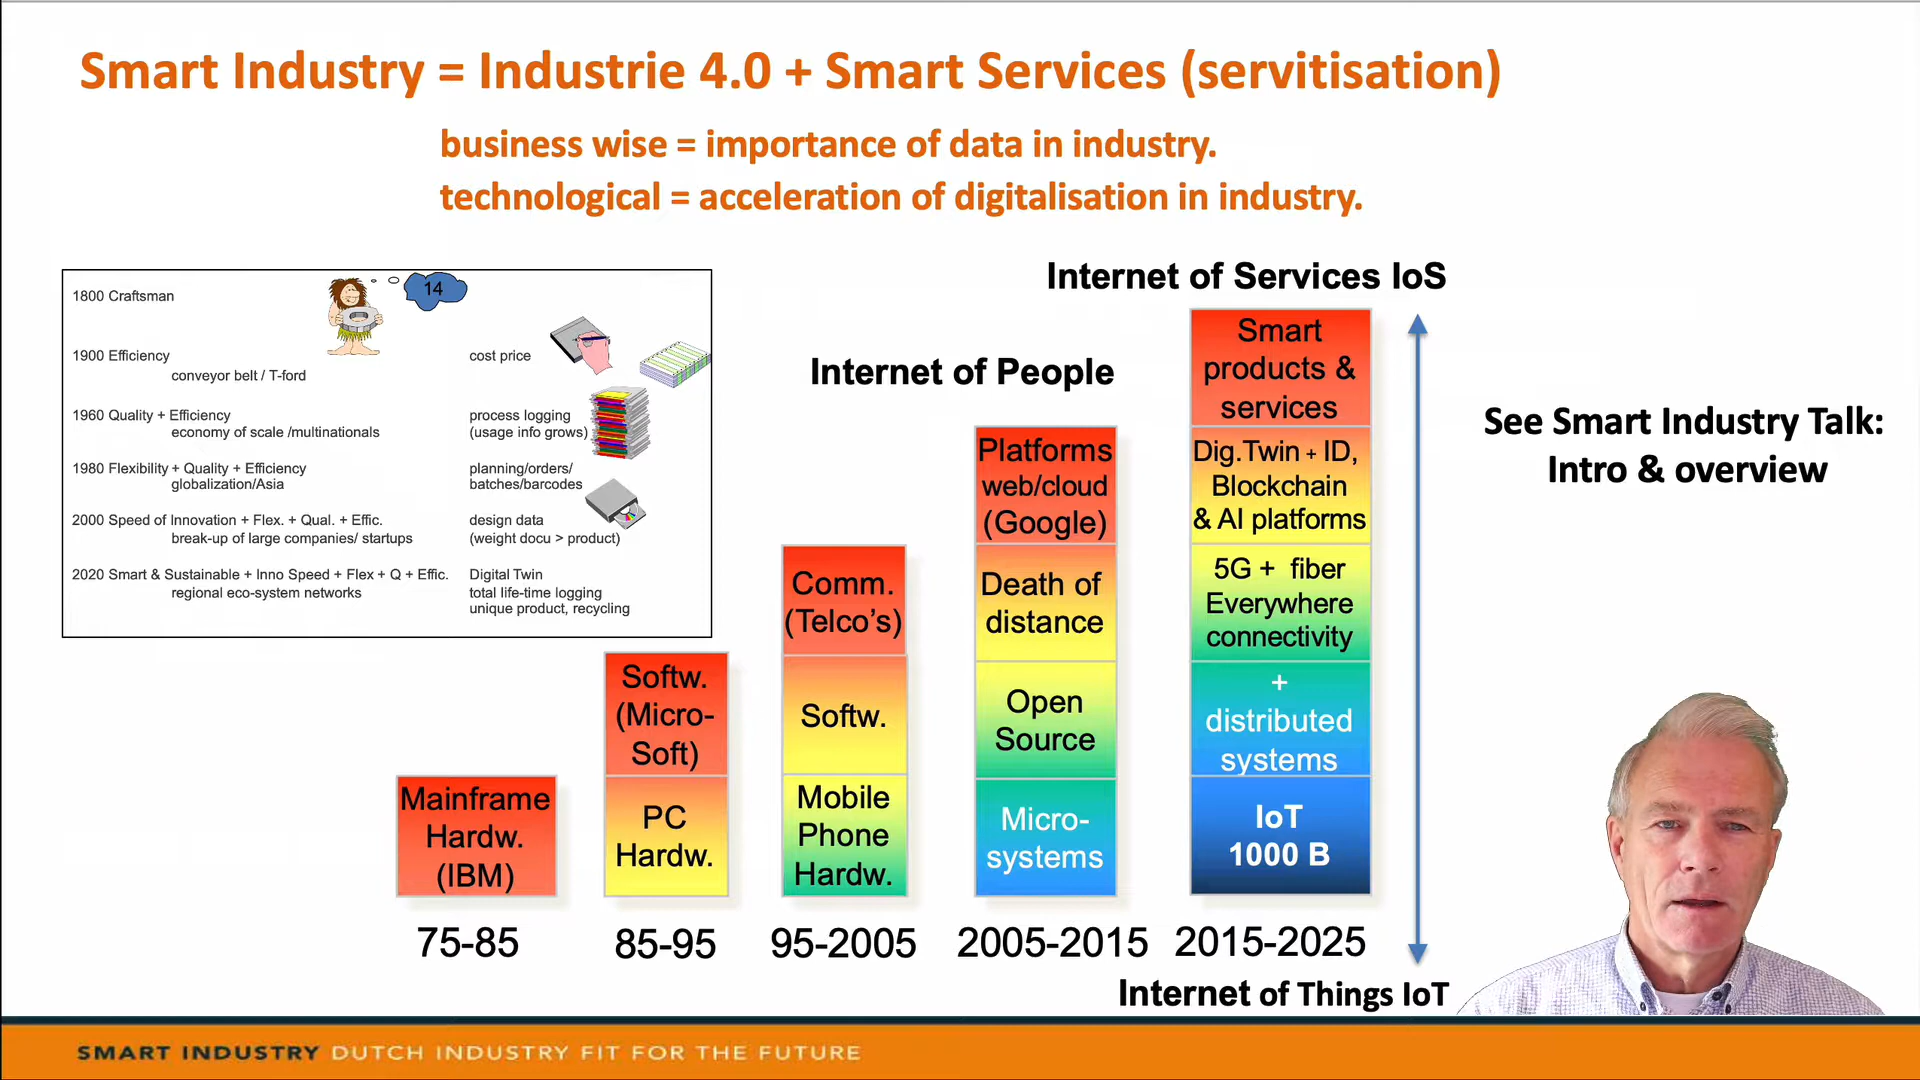 Smart Industry = Industrie 4.0 + Smart Services (servitisation)
business wise = importance of data in industry.
technological = acceleration of digitalisation in industry.
1800 Craftsman
14
1900 Efficiency
cost price
conveyor belt / T-ford
1960 Quality + Efficiency
process logging
economy of scale /multinationals
(usage info grows)
1980 Flexibility + Quality + Efficiency
planning/orders/
globalization/Asia
batches/barcodes
2000 Speed of Innovation + Flex. + Qual. + Effic.
design data
break-up of large companies/ startups
(weight docu > product)
2020 Smart & Sustainable + Inno Speed + Flex + Q + Effic.
Digital Twin
regional eco-system networks
total life-time logging
unique product, recycling
Mainframe
Hardw.
(IBM)
75-85
Softw.
(Micro-
Soft)
PC
Hardw.
85-95
Comm.
(Telco's)
Softw.
Mobile
Phone
Hardw.
95-2005
Internet of People
Platforms
web/cloud
(Google)
Death of
distance
Open
Source
Micro-
systems
2005-2015
Internet of Services IoS
Smart
products &
services
Dig.Twin + ID,
Blockchain
& AI platforms
5G + fiber
Everywhere
connectivity
+
distributed
systems
IoT
1000 B
2015-2025
Internet of Things IoT
See Smart Industry Talk:
Intro & overview
SMART INDUSTRY DUTCH INDUSTRY FIT FOR THE FUTURE